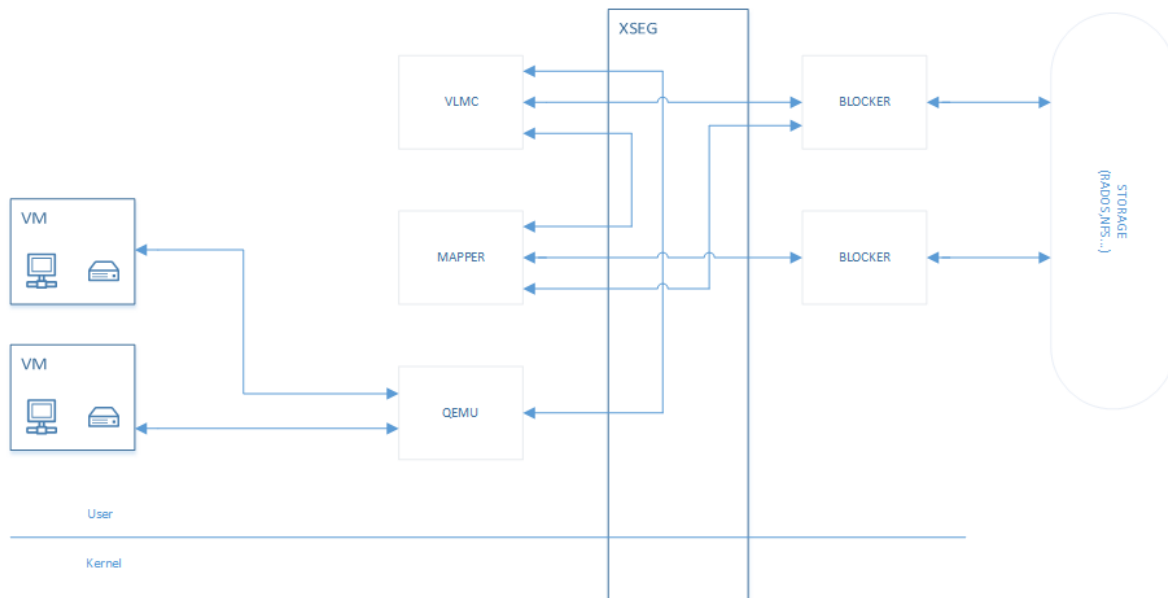 XSEG
VLMC
BLOCKER
STORAGE
(RADOS,NFS...)
VM
MAPPER
BLOCKER
VM
QEMU
User
Kernel